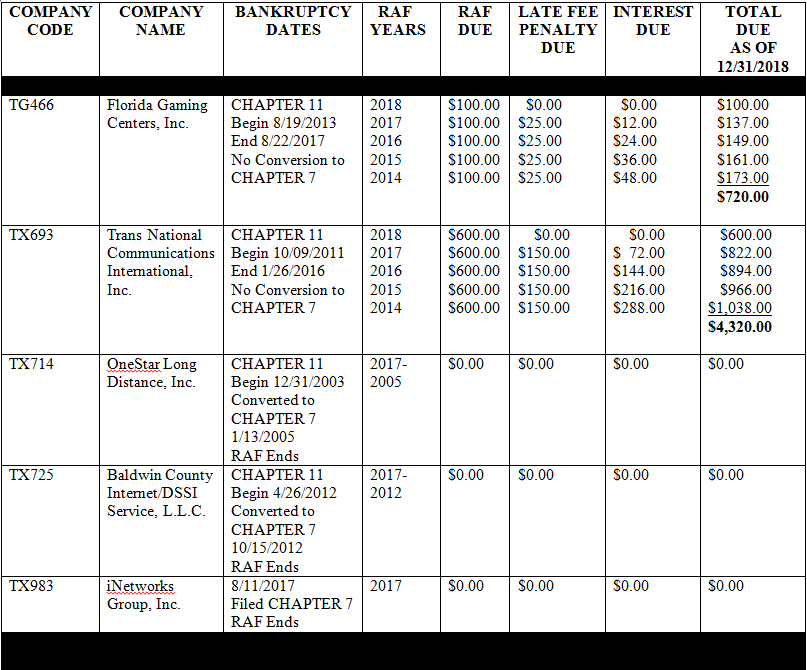 COMPANY CODE COMPANY NAME BANKRUPTCY DATES RAF YEARS RAF DUE LATE FEE PENALTY DUE INTEREST DUE TOTAL DUE AS OF 12/31/2018
TG466 Florida Gaming CHAPTER 11 2018 $100.00 $0.00 $0.00 $100.00
Centers, Inc. Begin 8/19/2013 2017 $100.00 $25.00 $12.00 $137.00
End 8/22/2017 2016 $100.00 $25.00 $24.00 $149.00
No Conversion to 2015 $100.00 $25.00 $36.00 $161.00
CHAPTER 7 2014 $100.00 $25.00 $48.00 $173.00
$720.00
TX693 Trans National CHAPTER 11 2018 $600.00 $0.00 $0.00 $600.00
Communications Begin 10/09/2011 2017 $600.00 $150.00 $ 72.00 $822.00
International, End 1/26/2016 2016 $600.00 $150.00 $144.00 $894.00
Inc. No Conversion to 2015 $600.00 $150.00 $216.00 $966.00
CHAPTER 7 2014 $600.00 $150.00 $288.00 $1,038.00
$4,320.00
TX714 OneStar Long CHAPTER 11 2017- $0.00 $0.00 $0.00 $0.00
Distance, Inc. Begin 12/31/2003 2005
Converted to
CHAPTER 7
1/13/2005
RAF Ends
TX725 Baldwin County CHAPTER 11 2017- $0.00 $0.00 $0.00 $0.00
Internet/DSSI Begin 4/26/2012 2012
Service, L.L.C. Converted to
CHAPTER 7
10/15/2012
RAF Ends
TX983 iNetworks 8/11/2017 2017 $0.00 $0.00 $0.00 $0.00
Group, Inc. Filed CHAPTER 7
RAF Ends